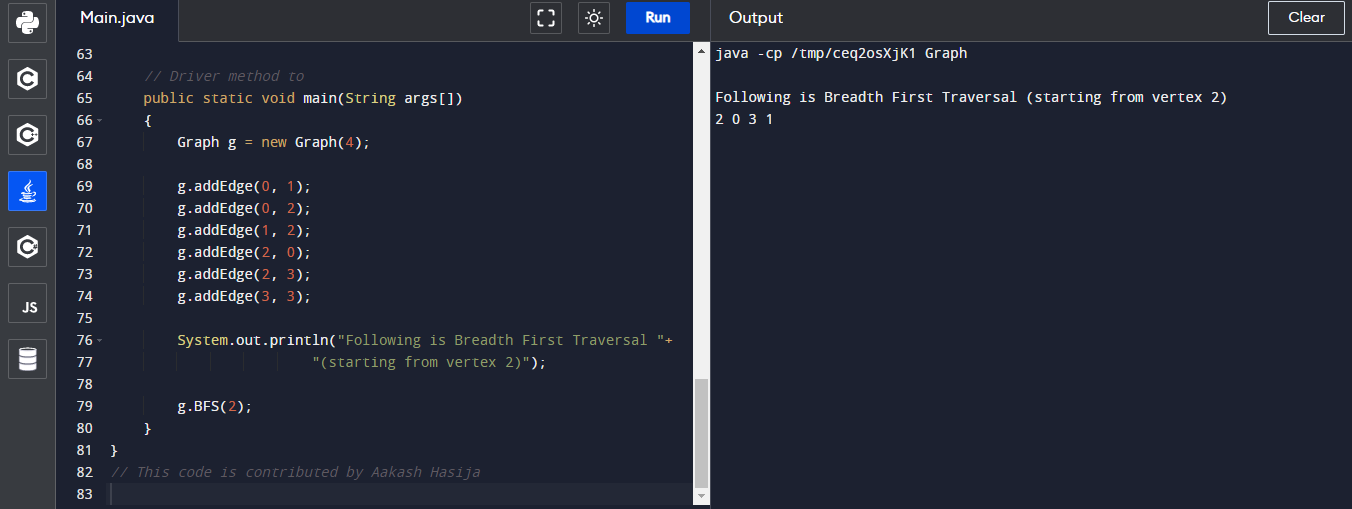 Main.java
Run
Output
Clear
63
64 // Driver method to
65 public static void main(String args[])
66 {
67 Graph g = new Graph(4);
68
69 g.addEdge(0, 1);
70 g.addEdge(0, 2);
71 g.addEdge(1, 2);
72 g.addEdge(2, 0);
73 g.addEdge(2, 3);
74 g.addEdge(3, 3);
75
76 System.out.println("Following is Breadth First Traversal "+
77 "(starting from vertex 2)");
78
79 g.BFS(2);
80 }
81 }
82 // This code is contributed by Aakash Hasija
83
java -cp /tmp/ceq2osXjK1 Graph
Following is Breadth First Traversal (starting from vertex 2)
2 0 3 1
C
C++
C#
JS